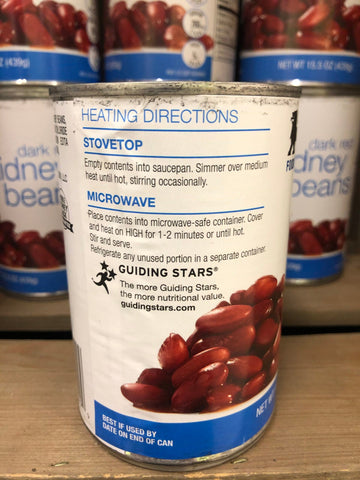 NET WT 15.5 OZ (439g)
dark red
kidney
beans
HEATING DIRECTIONS
STOVETOP
Empty contents into saucepan. Simmer over medium
heat until hot, stirring occasionally.
MICROWAVE
Place contents into microwave-safe container. Cover
and heat on HIGH for 1-2 minutes or until hot.
Stir and serve.
Refrigerate any unused portion in a separate container.
GUIDING STARS®
The more Guiding Stars,
the more nutritional value.
guidingstars.com
BEST IF USED BY
DATE ON END OF CAN
NET
dark red
idney
beans